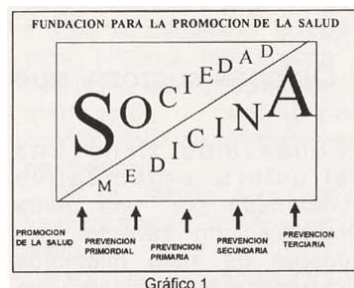 FUNDACION PARA LA PROMOCION DE LA SALUD
SOCIEDAD
MEDICINA
PROMOCION
DE LA SALUD
PREVENCION
PRIMORDIAL
PREVENCION
PRIMARIA
PREVENCION
SECUNDARIA
PREVENCION
TERCIARIA
Gráfico 1